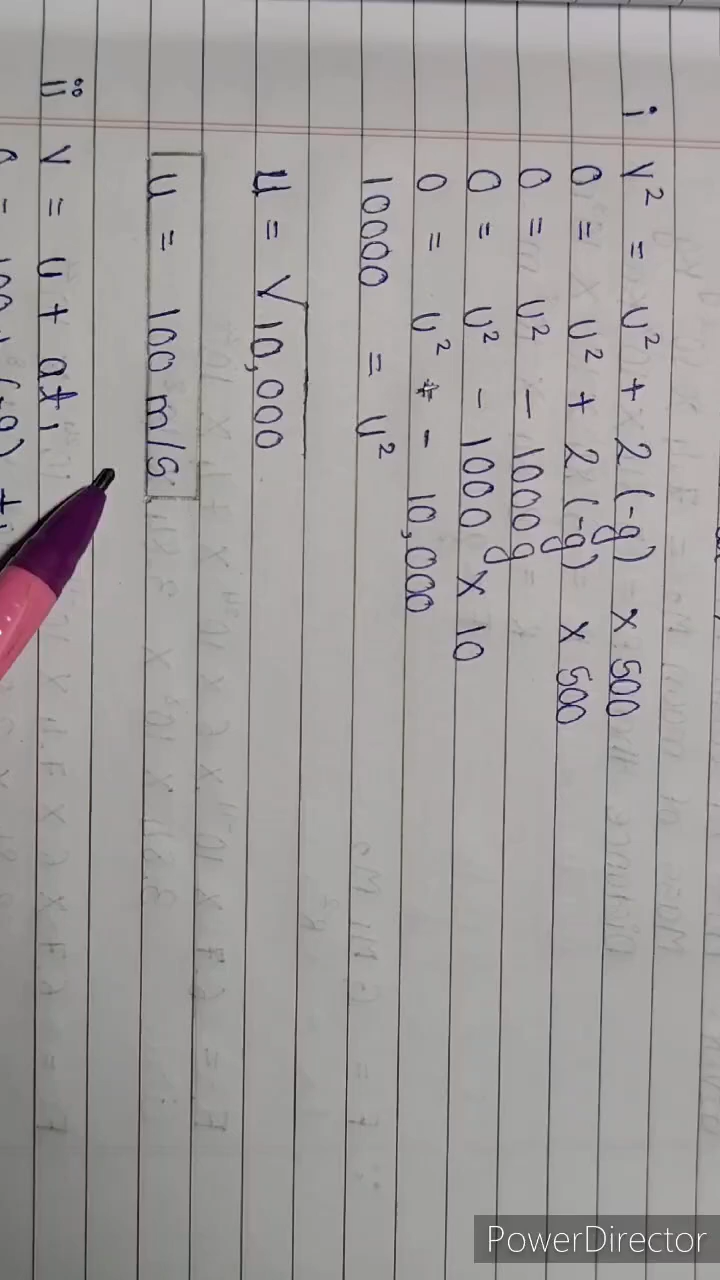 i v² = u² + 2 (-g) × 500
0 = u² + 2 (-g) × 500
0 = u² - 1000g
0 = u² - 1000 × 10
0 = u² - 10,000
10000 = u²
u = √10,000
u = 100 m/s
ii v = u + at,
PowerDirector